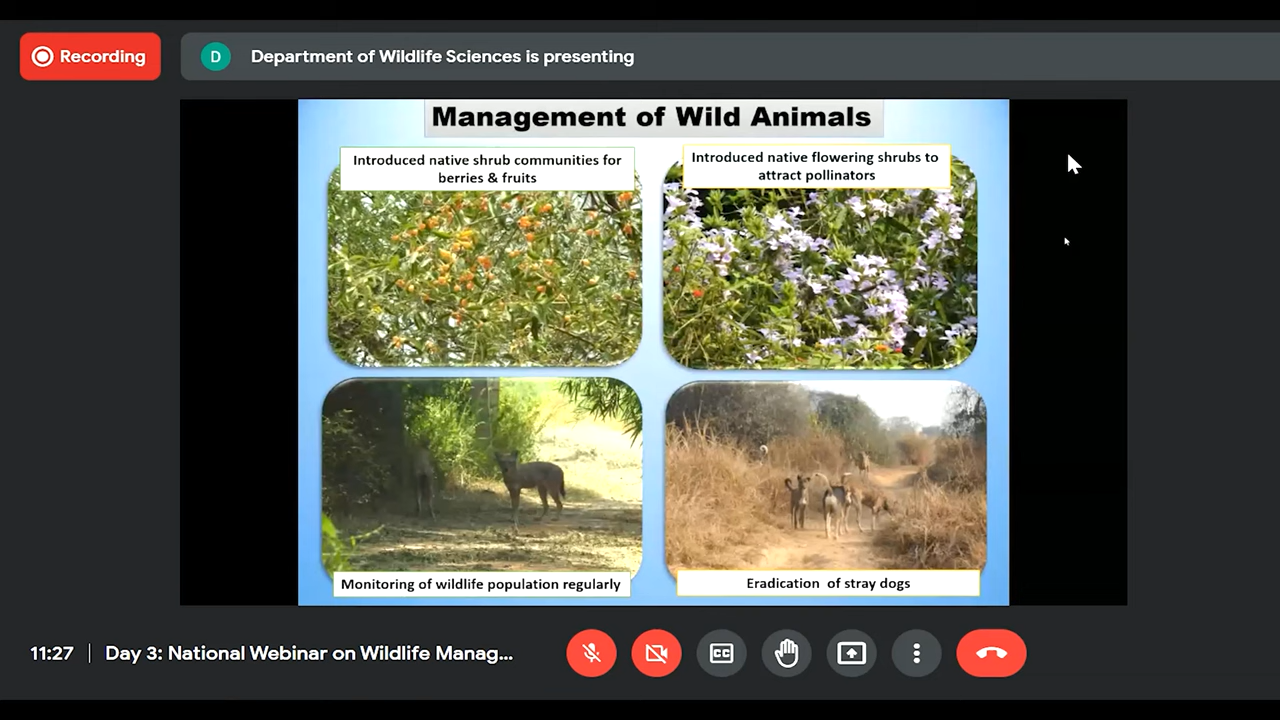 Recording
D
Department of Wildlife Sciences is presenting
Management of Wild Animals
Introduced native shrub communities for
berries & fruits
Introduced native flowering shrubs to
attract pollinators
Monitoring of wildlife population regularly
Eradication of stray dogs
11:27 | Day 3: National Webinar on Wildlife Manag...
CC